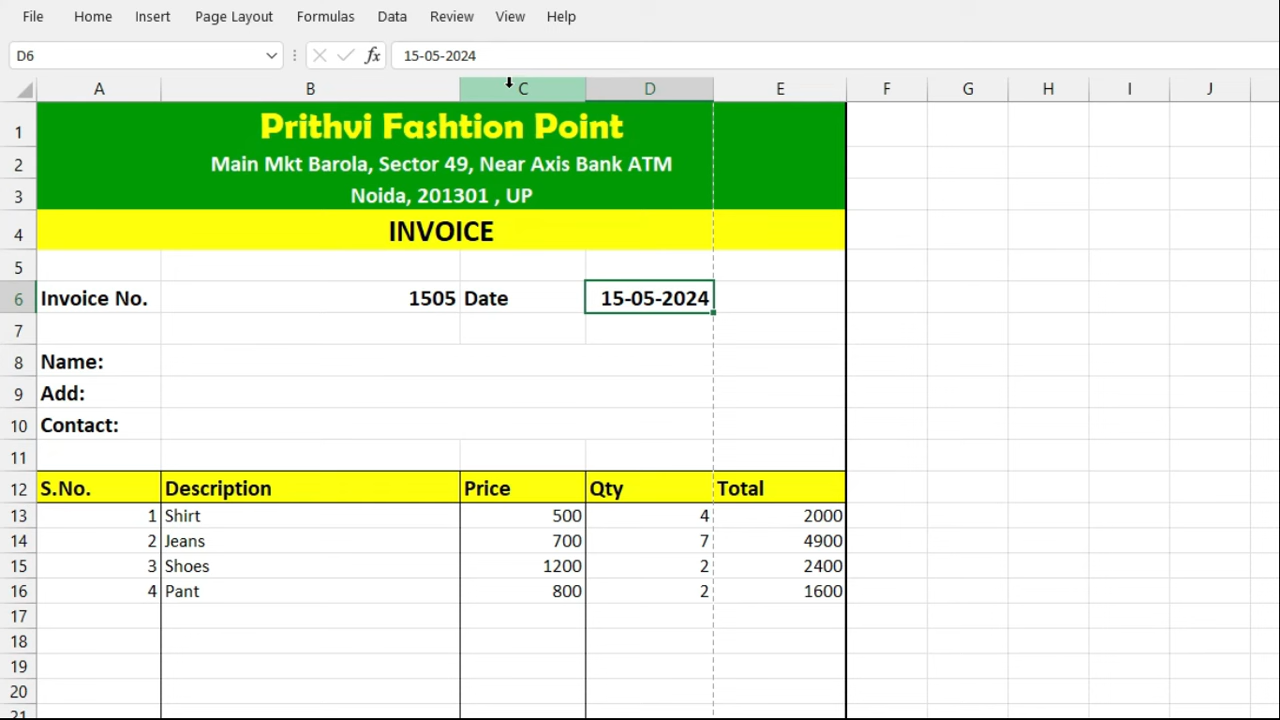 File Home Insert Page Layout Formulas Data Review View Help
D6 fx 15-05-2024
A B C D E F G H I J
1 Prithvi Fashtion Point
2 Main Mkt Barola, Sector 49, Near Axis Bank ATM
3 Noida, 201301 , UP
4 INVOICE
5
6 Invoice No. 1505 Date 15-05-2024
7
8 Name:
9 Add:
10 Contact:
11
12 S.No. Description Price Qty Total
13 1 Shirt 500 4 2000
14 2 Jeans 700 7 4900
15 3 Shoes 1200 2 2400
16 4 Pant 800 2 1600
17
18
19
20
21